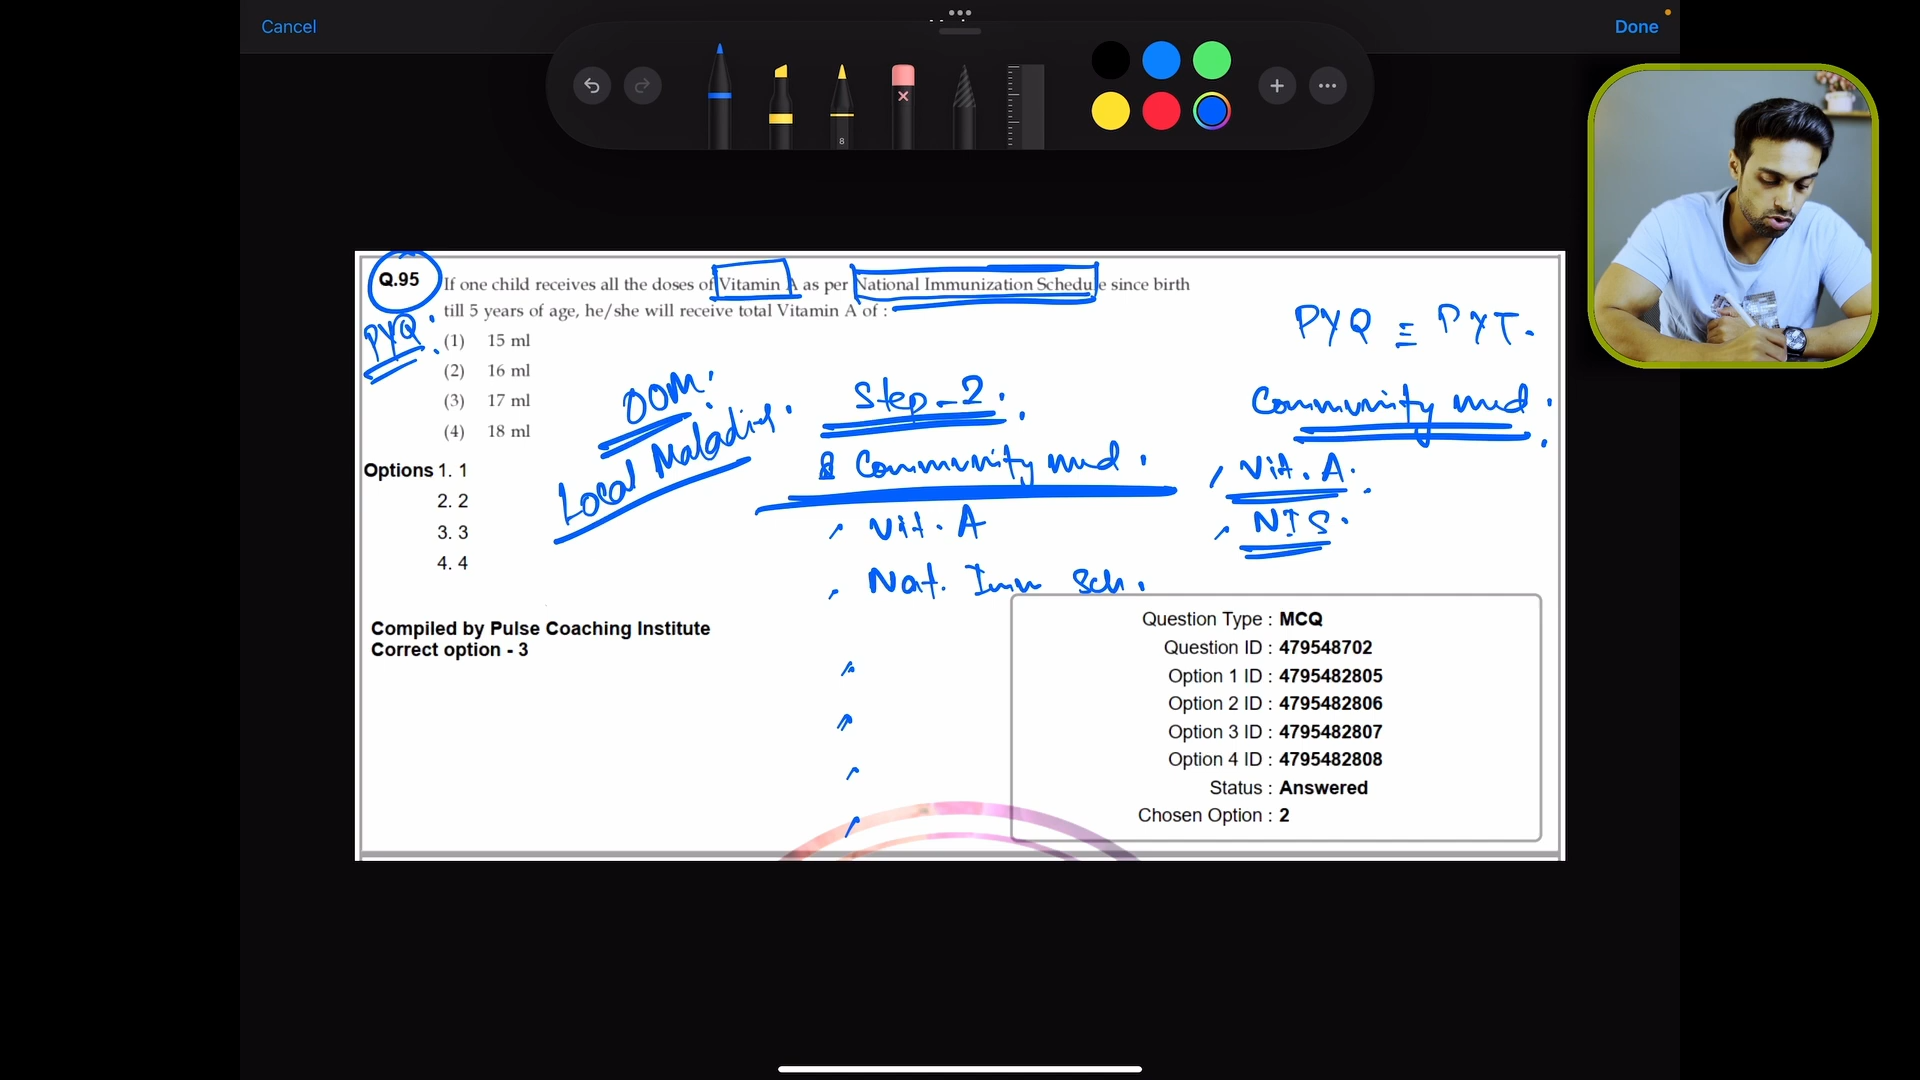 Cancel
Done
8
Q.95 If one child receives all the doses of Vitamin A as per National Immunization Schedule since birth
till 5 years of age, he/she will receive total Vitamin A of :
PYQ
(1) 15 ml
(2) 16 ml
(3) 17 ml
(4) 18 ml
PYQ = PYT.
OOM.
Local Maladies.
Step-2.
Community med.
Vit. A
Nat. Imm Sch.
Community med.
Vit. A.
NIS.
Options 1. 1
2. 2
3. 3
4. 4
Compiled by Pulse Coaching Institute
Correct option - 3
Question Type : MCQ
Question ID : 479548702
Option 1 ID : 4795482805
Option 2 ID : 4795482806
Option 3 ID : 4795482807
Option 4 ID : 4795482808
Status : Answered
Chosen Option : 2